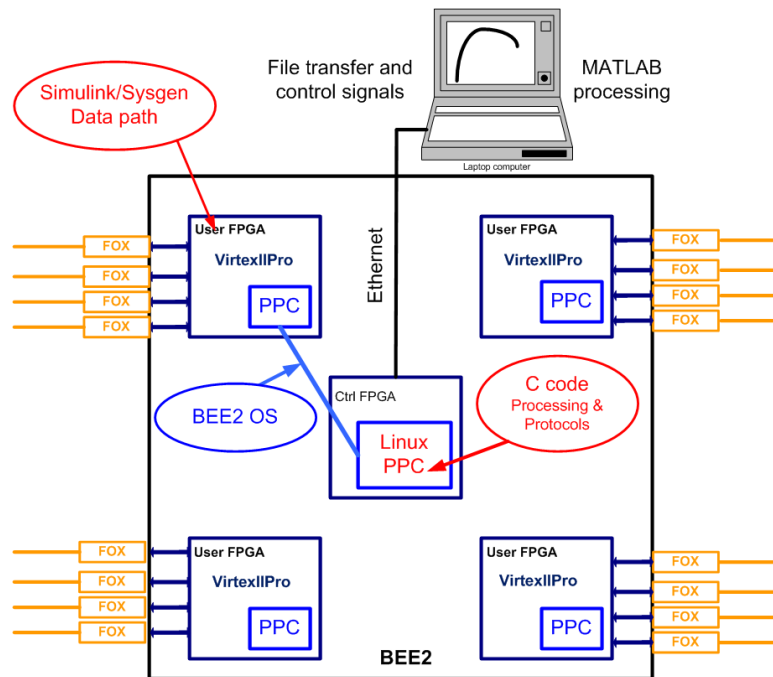 File transfer and
control signals
MATLAB
processing
Laptop computer
Simulink/Sysgen
Data path
Ethernet
User FPGA
VirtexIIPro
PPC
FOX
FOX
FOX
FOX
User FPGA
VirtexIIPro
PPC
FOX
FOX
FOX
FOX
BEE2 OS
Ctrl FPGA
Linux
PPC
C code
Processing &
Protocols
User FPGA
VirtexIIPro
PPC
FOX
FOX
FOX
FOX
User FPGA
VirtexIIPro
PPC
FOX
FOX
FOX
FOX
BEE2